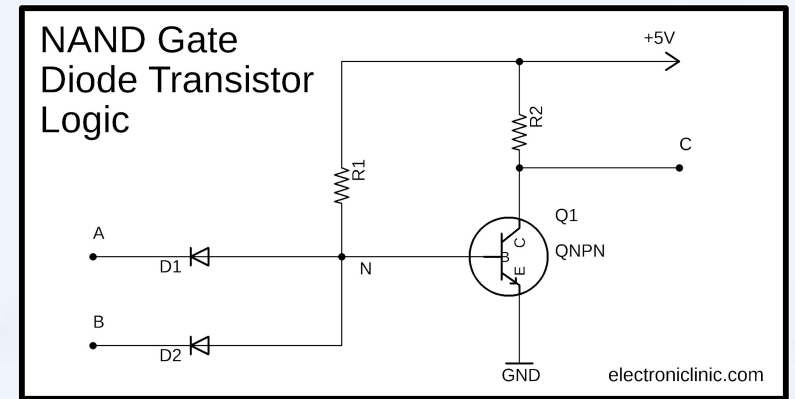 NAND Gate
Diode Transistor
Logic
+5V
R2
C
R1
Q1
A
C
QNPN
B
D1
N
E
B
D2
GND
electroniclinic.com